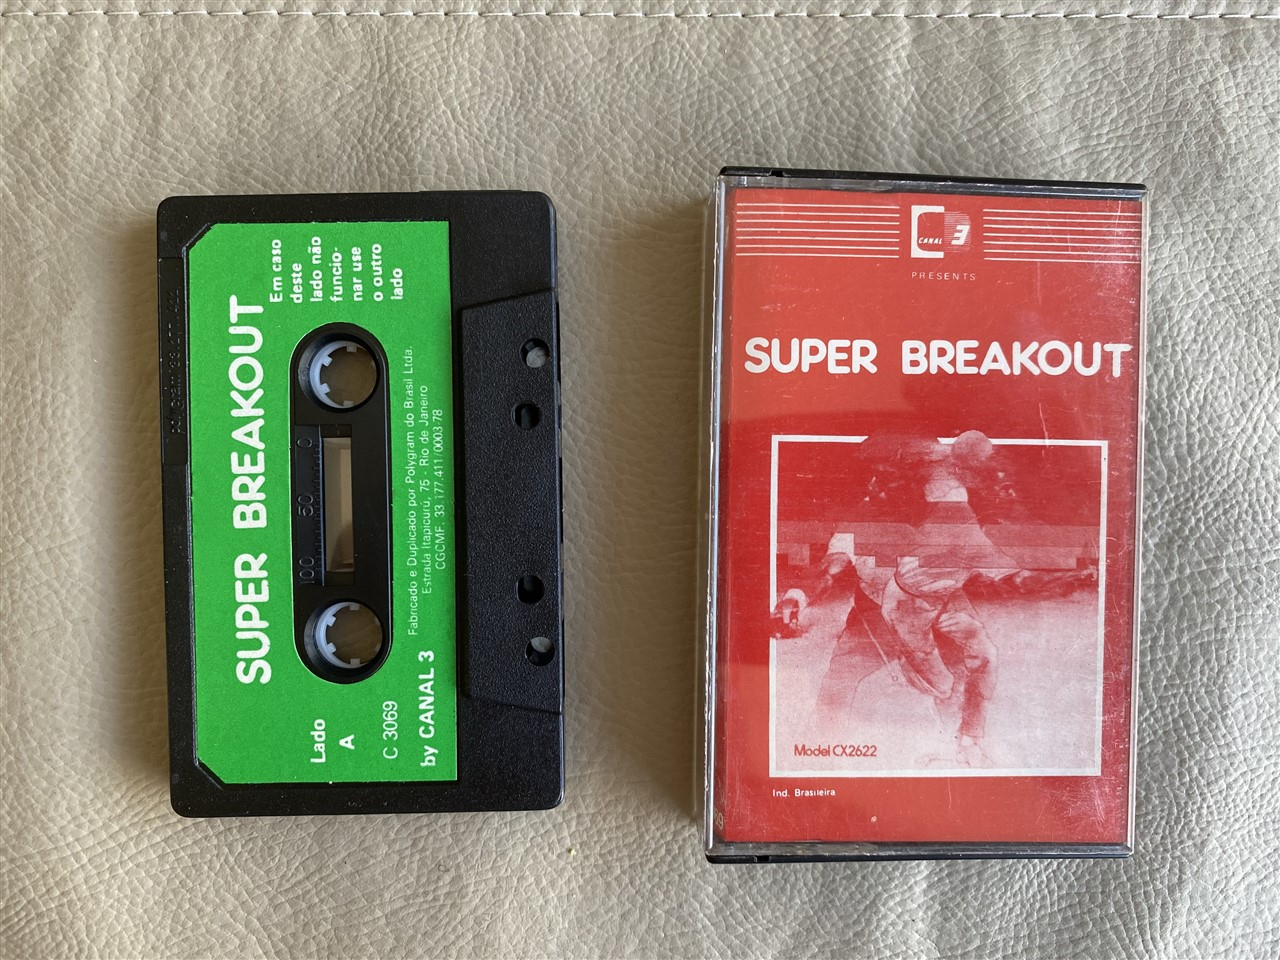 SUPER BREAKOUT
Em caso
deste
lado não
funcio-
nar use
o outro
lado
100 50 0
Fabricado e Duplicado por Polygram do Brasil Ltda.
Estrada Itapicurú, 75 - Rio de Janeiro
CGCMF. 33.177.411/0003-78
Lado
A
C 3069
by CANAL 3
CANAL 3
PRESENTS
SUPER BREAKOUT
Model CX2622
Ind. Brasileira